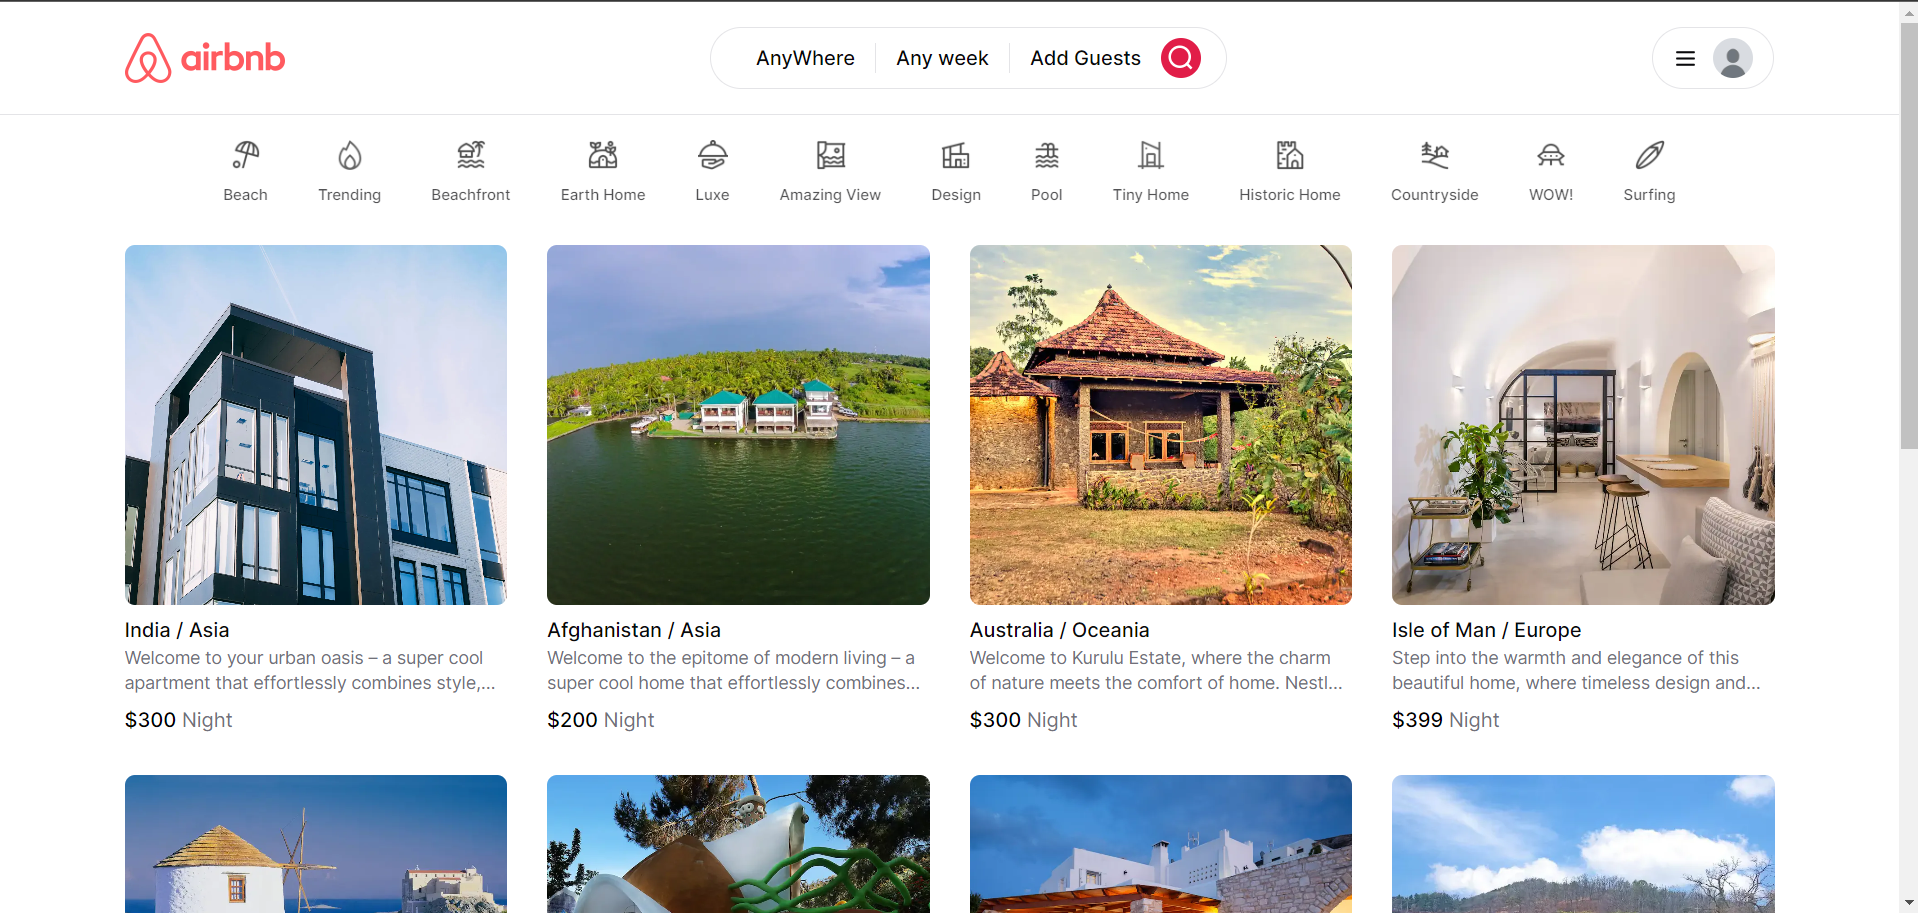 airbnb
AnyWhere
Any week
Add Guests
Beach
Trending
Beachfront
Earth Home
Luxe
Amazing View
Design
Pool
Tiny Home
Historic Home
Countryside
WOW!
Surfing
India / Asia
Welcome to your urban oasis – a super cool
apartment that effortlessly combines style,...
$300 Night
Afghanistan / Asia
Welcome to the epitome of modern living – a
super cool home that effortlessly combines...
$200 Night
Australia / Oceania
Welcome to Kurulu Estate, where the charm
of nature meets the comfort of home. Nestl...
$300 Night
Isle of Man / Europe
Step into the warmth and elegance of this
beautiful home, where timeless design and...
$399 Night